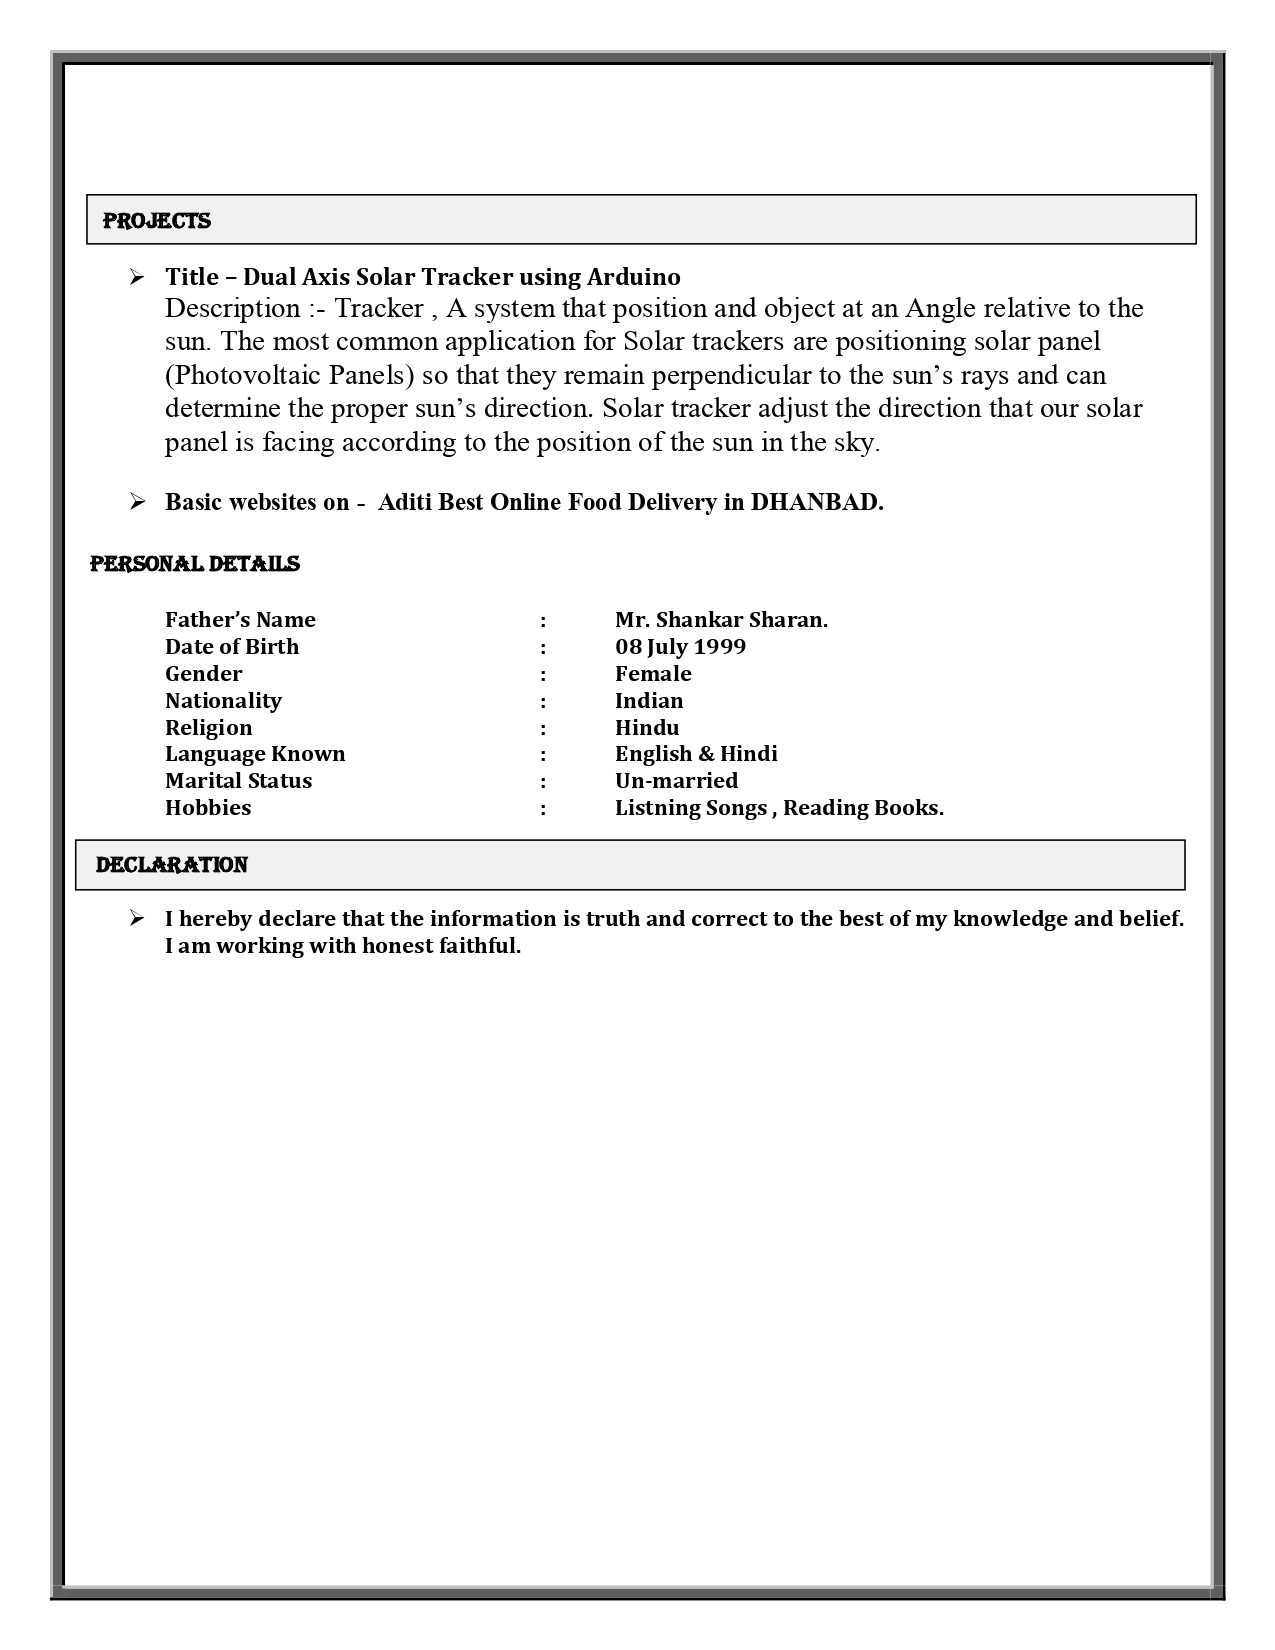 PROJECTS
➢ Title – Dual Axis Solar Tracker using Arduino
Description :- Tracker , A system that position and object at an Angle relative to the
sun. The most common application for Solar trackers are positioning solar panel
(Photovoltaic Panels) so that they remain perpendicular to the sun’s rays and can
determine the proper sun’s direction. Solar tracker adjust the direction that our solar
panel is facing according to the position of the sun in the sky.
➢ Basic websites on - Aditi Best Online Food Delivery in DHANBAD.
PERSONAL DETAILS
Father’s Name : Mr. Shankar Sharan.
Date of Birth : 08 July 1999
Gender : Female
Nationality : Indian
Religion : Hindu
Language Known : English & Hindi
Marital Status : Un-married
Hobbies : Listning Songs , Reading Books.
DECLARATION
➢ I hereby declare that the information is truth and correct to the best of my knowledge and belief.
I am working with honest faithful.